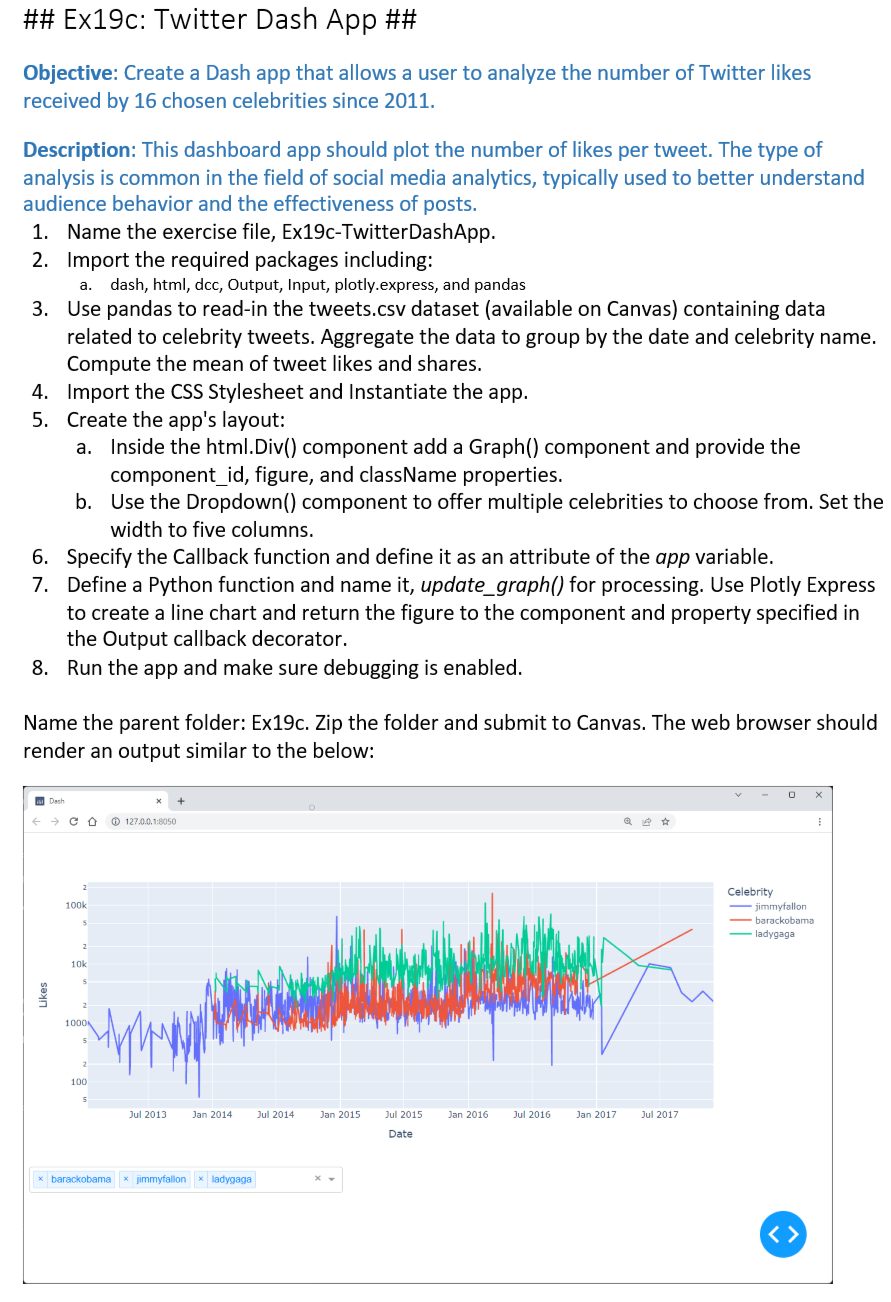 ## Ex19c: Twitter Dash App ##
Objective: Create a Dash app that allows a user to analyze the number of Twitter likes
received by 16 chosen celebrities since 2011.
Description: This dashboard app should plot the number of likes per tweet. The type of
analysis is common in the field of social media analytics, typically used to better understand
audience behavior and the effectiveness of posts.
1. Name the exercise file, Ex19c-TwitterDashApp.
2. Import the required packages including:
a. dash, html, dcc, Output, Input, plotly.express, and pandas
3. Use pandas to read-in the tweets.csv dataset (available on Canvas) containing data
related to celebrity tweets. Aggregate the data to group by the date and celebrity name.
Compute the mean of tweet likes and shares.
4. Import the CSS Stylesheet and Instantiate the app.
5. Create the app's layout:
a. Inside the html.Div() component add a Graph() component and provide the
component_id, figure, and className properties.
b. Use the Dropdown() component to offer multiple celebrities to choose from. Set the
width to five columns.
6. Specify the Callback function and define it as an attribute of the app variable.
7. Define a Python function and name it, update_graph() for processing. Use Plotly Express
to create a line chart and return the figure to the component and property specified in
the Output callback decorator.
8. Run the app and make sure debugging is enabled.
Name the parent folder: Ex19c. Zip the folder and submit to Canvas. The web browser should
render an output similar to the below:
Dash
127.0.0.1:8050
Celebrity
jimmyfallon
barackobama
ladygaga
Likes
2
100k
5
2
10k
5
2
1000
5
2
100
5
Jul 2013 Jan 2014 Jul 2014 Jan 2015 Jul 2015 Jan 2016 Jul 2016 Jan 2017 Jul 2017
Date
× barackobama × jimmyfallon × ladygaga